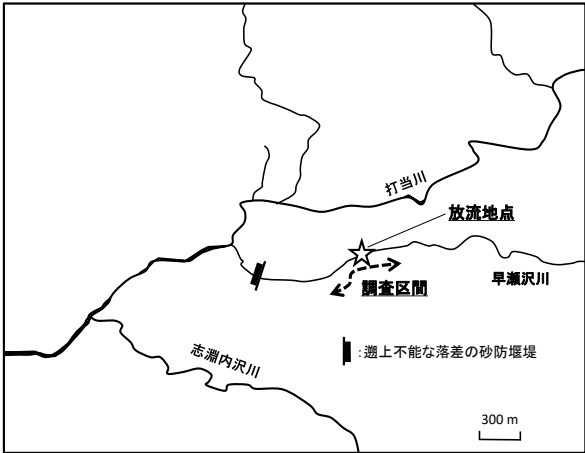 打当川
放流地点
早瀬沢川
調査区間
:遡上不能な落差の砂防堰堤
志淵内沢川
300 m